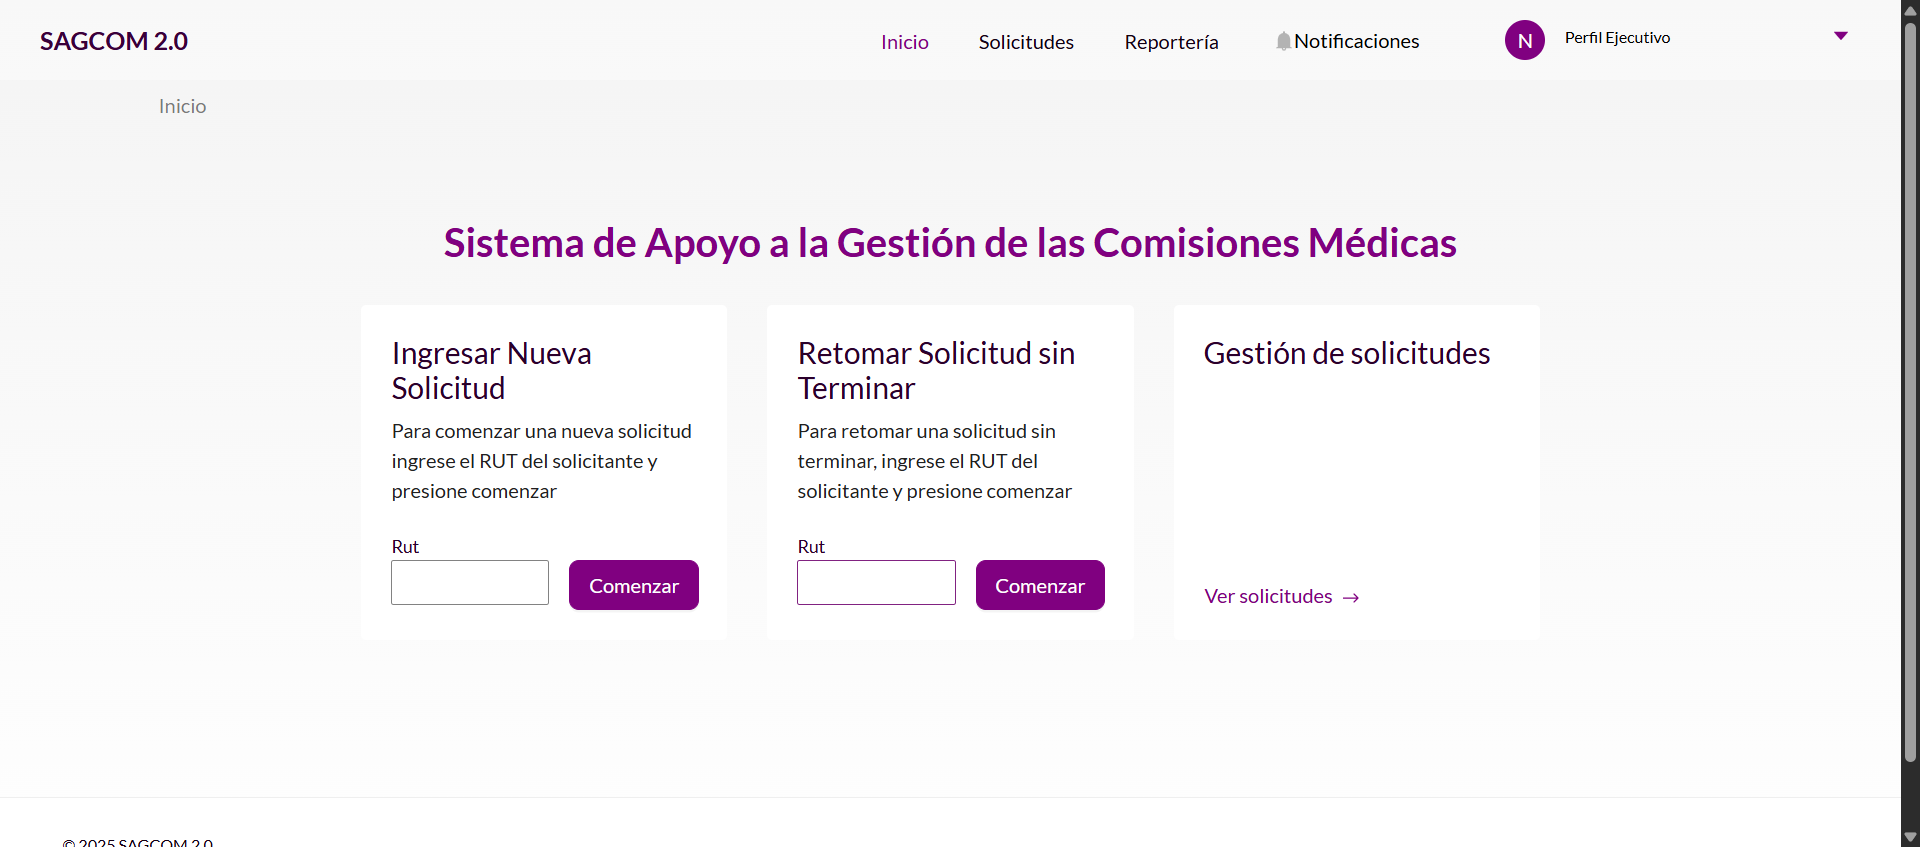 SAGCOM 2.0
Inicio
Solicitudes
Reportería
Notificaciones
N
Perfil Ejecutivo
Inicio
Sistema de Apoyo a la Gestión de las Comisiones Médicas
Ingresar Nueva
Solicitud
Para comenzar una nueva solicitud
ingrese el RUT del solicitante y
presione comenzar
Rut
Comenzar
Retomar Solicitud sin
Terminar
Para retomar una solicitud sin
terminar, ingrese el RUT del
solicitante y presione comenzar
Rut
Comenzar
Gestión de solicitudes
Ver solicitudes →
© 2025 SAGCOM 2.0